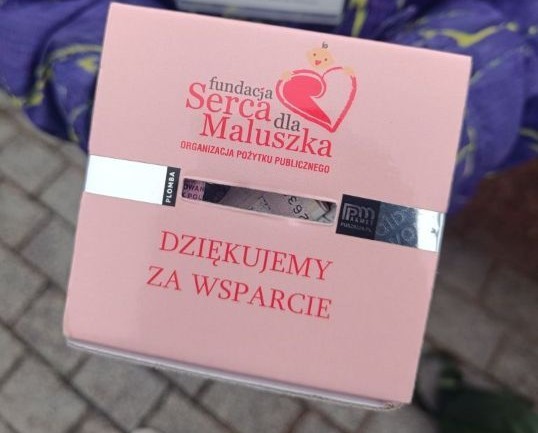 fundacja
Serca dla
Maluszka
ORGANIZACJA POŻYTKU PUBLICZNEGO
PLOMBA
DZIĘKUJEMY
ZA WSPARCIE